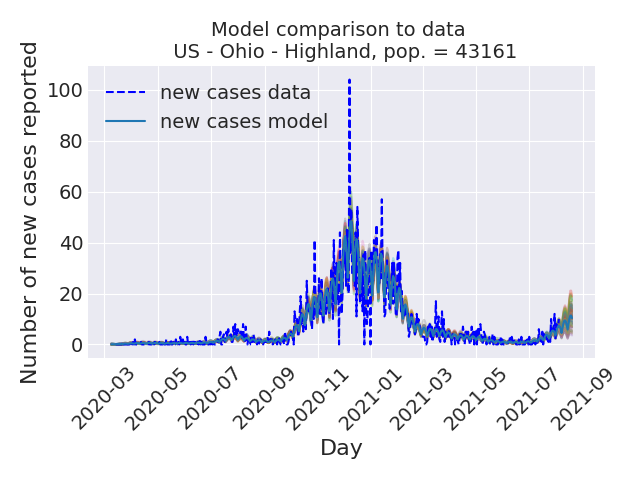 Model comparison to data
US - Ohio - Highland, pop. = 43161
Number of new cases reported
100
80
60
40
20
0
new cases data
new cases model
2020-03
2020-05
2020-07
2020-09
2020-11
2021-01
2021-03
2021-05
2021-07
2021-09
Day